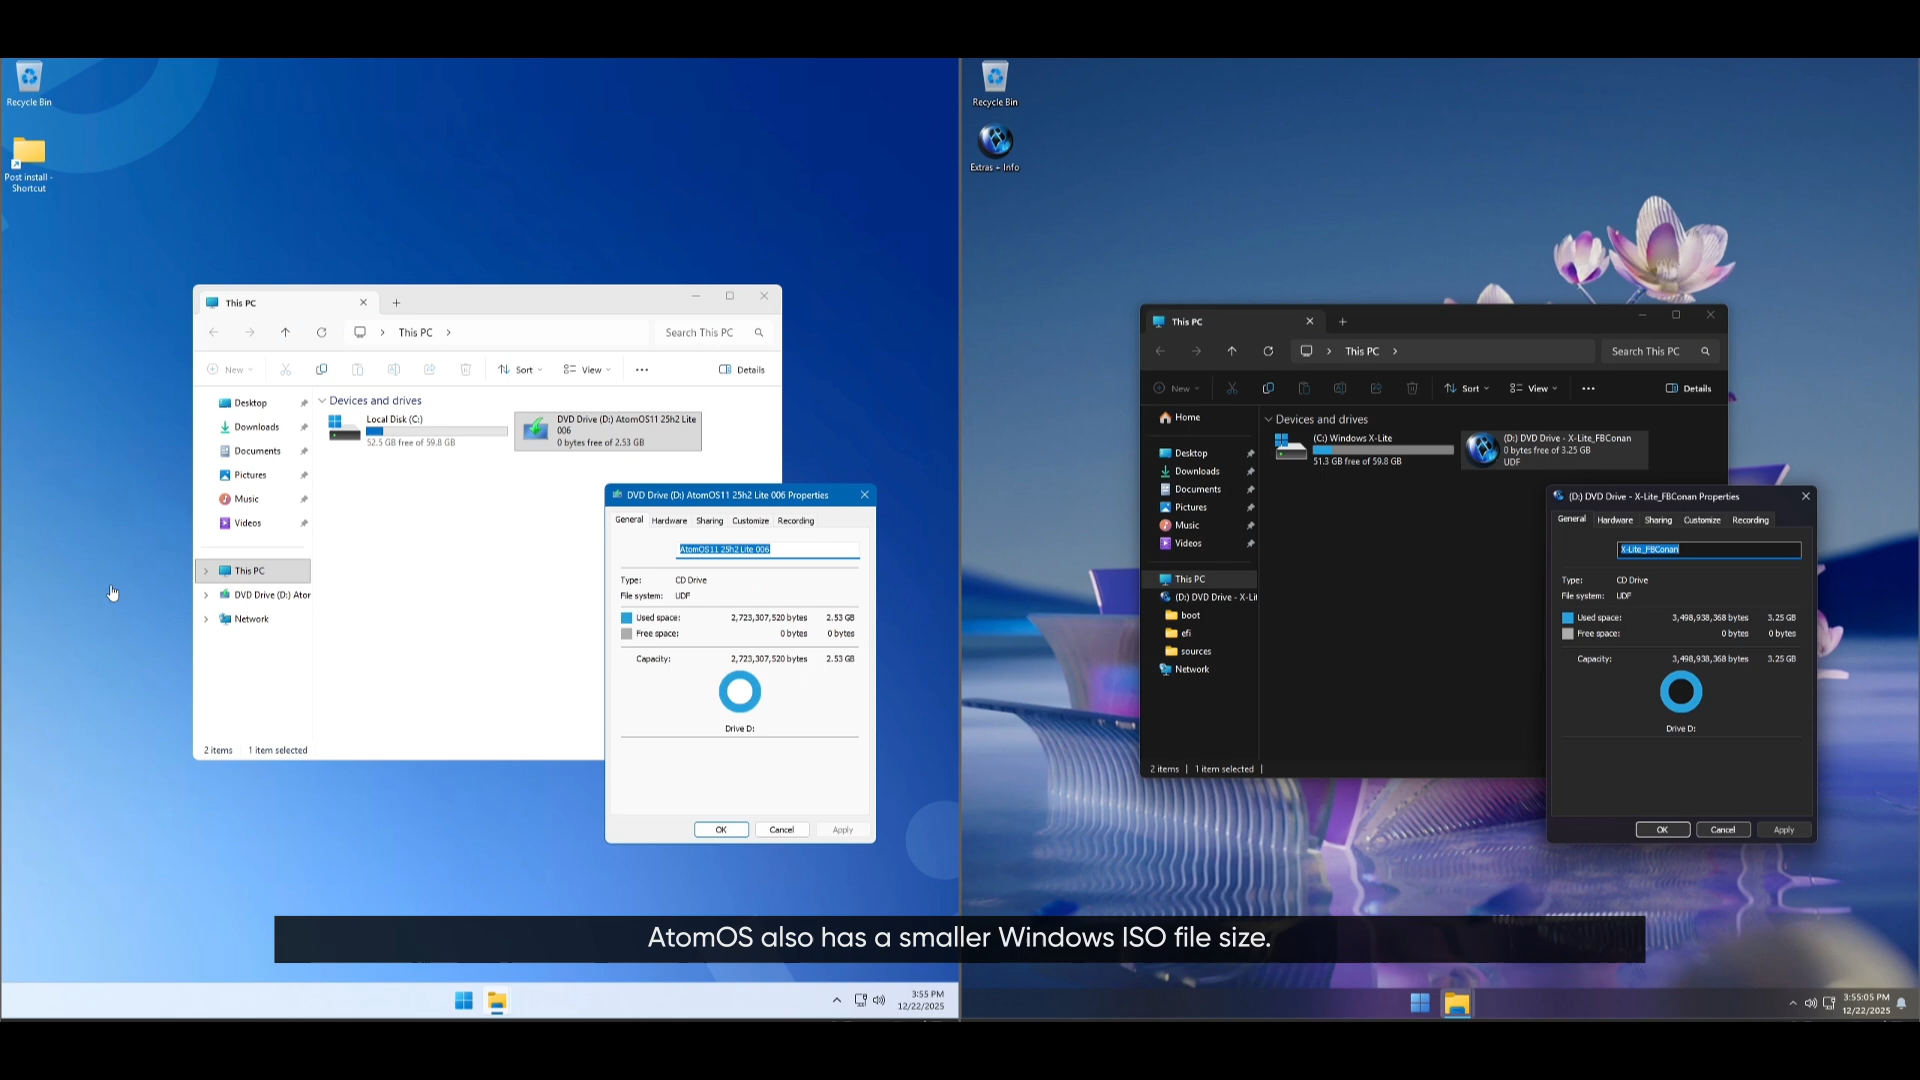 Recycle Bin
Post install -
Shortcut
This PC
This PC
Search This PC
New
Sort
View
Details
Desktop
Downloads
Documents
Pictures
Music
Videos
This PC
DVD Drive (D:) Ator
Network
Devices and drives
Local Disk (C:)
52.5 GB free of 59.8 GB
DVD Drive (D:) AtomOS11 25h2 Lite
006
0 bytes free of 2.53 GB
2 items
1 item selected
DVD Drive (D:) AtomOS11 25h2 Lite 006 Properties
General Hardware Sharing Customize Recording
AtomOS11 25h2 Lite 006
Type: CD Drive
File system: UDF
Used space: 2,723,307,520 bytes 2.53 GB
Free space: 0 bytes 0 bytes
Capacity: 2,723,307,520 bytes 2.53 GB
Drive D:
OK Cancel Apply
3:55 PM
12/22/2025
Recycle Bin
Extras + Info
This PC
This PC
Search This PC
New
Sort
View
Details
Home
Desktop
Downloads
Documents
Pictures
Music
Videos
This PC
(D:) DVD Drive - X-Lit
boot
efi
sources
Network
Devices and drives
(C:) Windows X-Lite
51.3 GB free of 59.8 GB
(D:) DVD Drive - X-Lite_FBConan
0 bytes free of 3.25 GB
UDF
2 items
1 item selected
(D:) DVD Drive - X-Lite_FBConan Properties
General Hardware Sharing Customize Recording
X-Lite_FBConan
Type: CD Drive
File system: UDF
Used space: 3,498,938,368 bytes 3.25 GB
Free space: 0 bytes 0 bytes
Capacity: 3,498,938,368 bytes 3.25 GB
Drive D:
OK Cancel Apply
3:55:05 PM
12/22/2025
AtomOS also has a smaller Windows ISO file size.